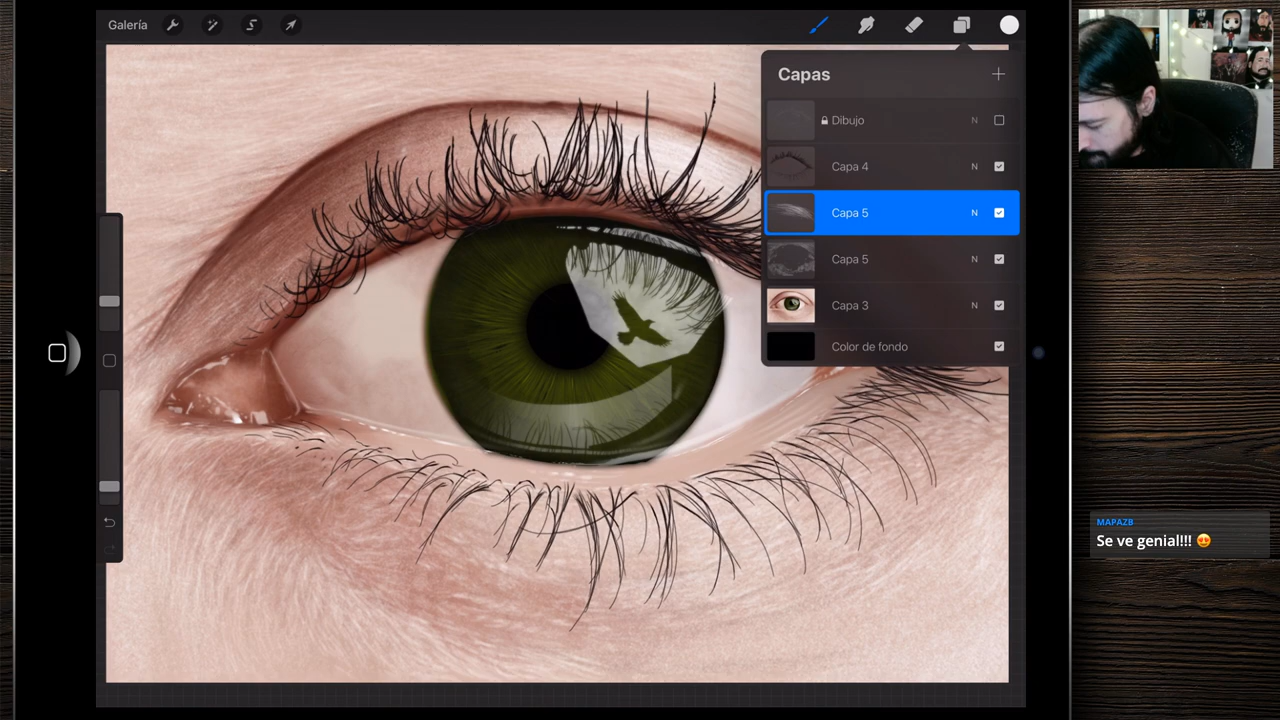 Galería
Capas
Dibujo N
Capa 4 N
Capa 5 N
Capa 5 N
Capa 3 N
Color de fondo
MAPAZB
Se ve genial!!! 😍